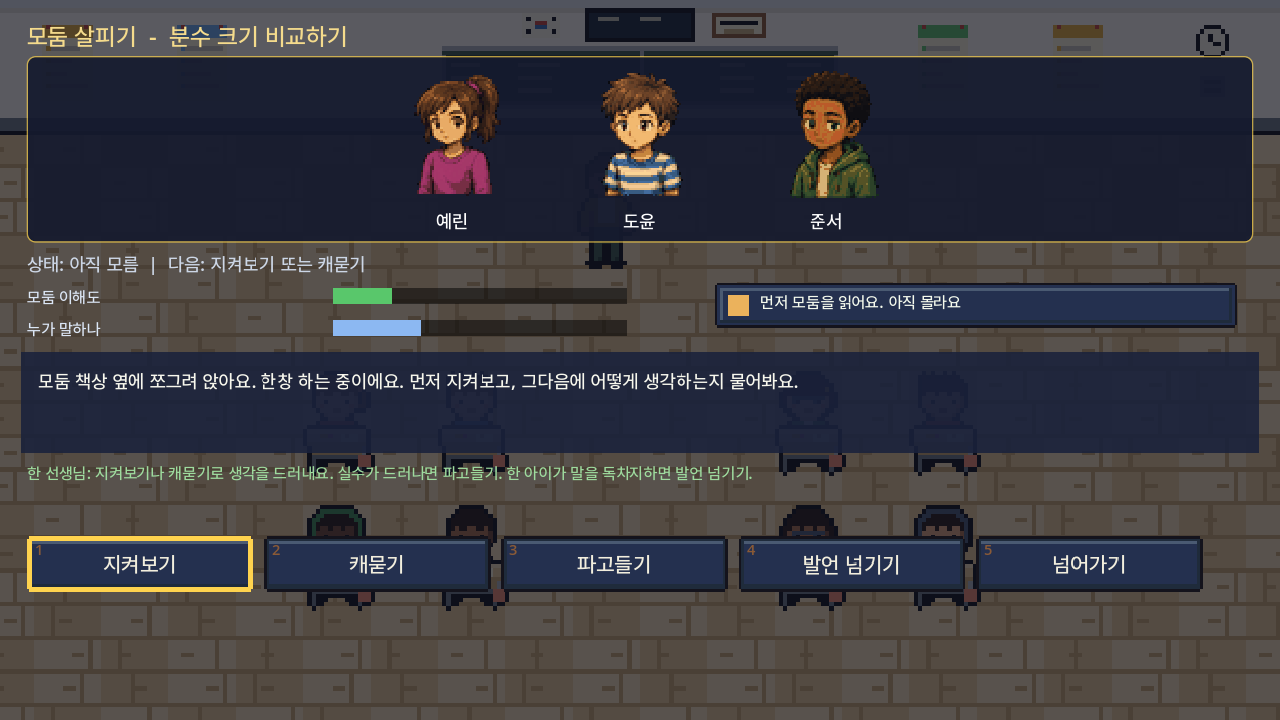 모둠 살피기 - 분수 크기 비교하기
예린
도윤
준서
상태: 아직 모름 | 다음: 지켜보기 또는 캐묻기
모둠 이해도
누가 말하나
먼저 모둠을 읽어요. 아직 몰라요
모둠 책상 옆에 쪼그려 앉아요. 한창 하는 중이에요. 먼저 지켜보고, 그다음에 어떻게 생각하는지 물어봐요.
한 선생님: 지켜보기나 캐묻기로 생각을 드러내요. 실수가 드러나면 파고들기. 한 아이가 말을 독차지하면 발언 넘기기.
1 지켜보기
2 캐묻기
3 파고들기
4 발언 넘기기
5 넘어가기